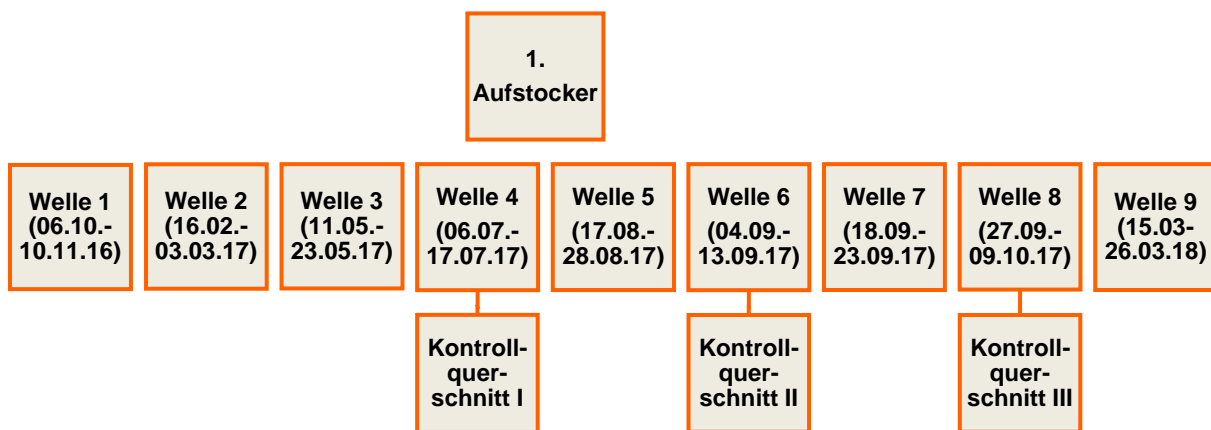 1.
Aufstocker
Welle 1
(06.10.-
10.11.16)
Welle 2
(16.02.-
03.03.17)
Welle 3
(11.05.-
23.05.17)
Welle 4
(06.07.-
17.07.17)
Welle 5
(17.08.-
28.08.17)
Welle 6
(04.09.-
13.09.17)
Welle 7
(18.09.-
23.09.17)
Welle 8
(27.09.-
09.10.17)
Welle 9
(15.03-
26.03.18)
Kontroll-
quer-
schnitt I
Kontroll-
quer-
schnitt II
Kontroll-
quer-
schnitt III